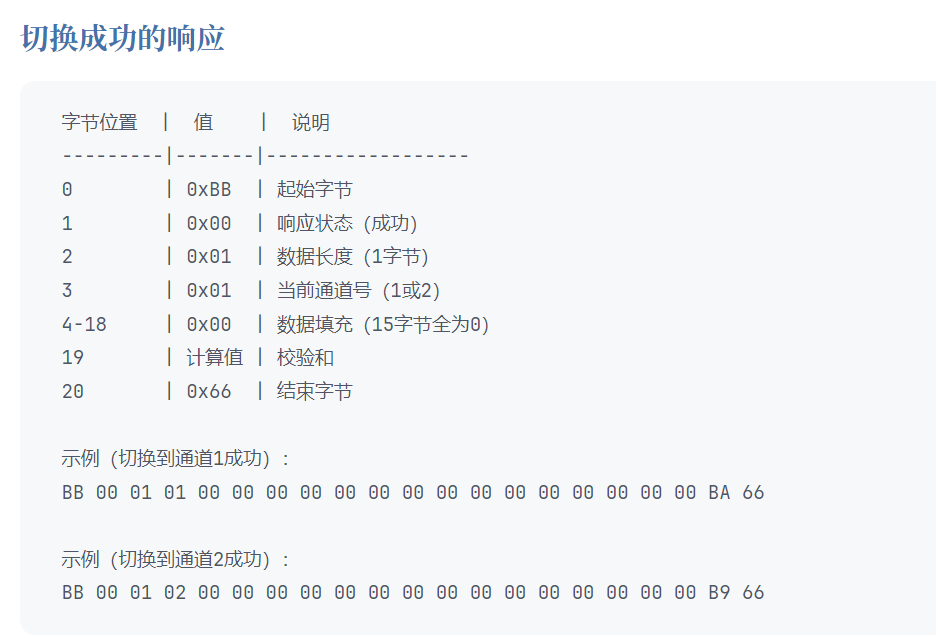 切换成功的响应
字节位置 | 值 | 说明
---------|-------|------------------
0 | 0xBB | 起始字节
1 | 0x00 | 响应状态（成功）
2 | 0x01 | 数据长度（1字节）
3 | 0x01 | 当前通道号（1或2）
4-18 | 0x00 | 数据填充（15字节全为0）
19 | 计算值 | 校验和
20 | 0x66 | 结束字节
示例（切换到通道1成功）：
BB 00 01 01 00 00 00 00 00 00 00 00 00 00 00 00 00 00 00 BA 66
示例（切换到通道2成功）：
BB 00 01 02 00 00 00 00 00 00 00 00 00 00 00 00 00 00 00 B9 66